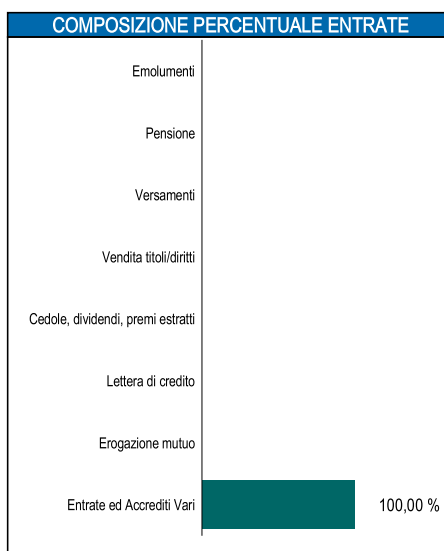 COMPOSIZIONE PERCENTUALE ENTRATE
Emolumenti
Pensione
Versamenti
Vendita titoli/diritti
Cedole, dividendi, premi estratti
Lettera di credito
Erogazione mutuo
Entrate ed Accrediti Vari 100,00 %